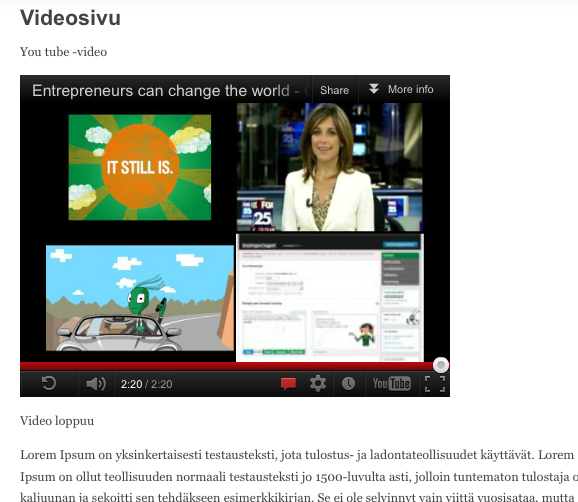 Videosivu
You tube -video
Entrepreneurs can change the world -
Share
More info
IT STILL IS.
FOX
25
FOX
25
2:20 / 2:20
YouTube
Video loppuu
Lorem Ipsum on yksinkertaisesti testausteksti, jota tulostus- ja ladontateollisuudet käyttävät. Lorem
Ipsum on ollut teollisuuden normaali testausteksti jo 1500-luvulta asti, jolloin tuntematon tulostaja o
kaljuunan ja sekoitti sen tehdäkseen esimerkkikirjan. Se ei ole selvinnyt vain viittä vuosisataa, mutta